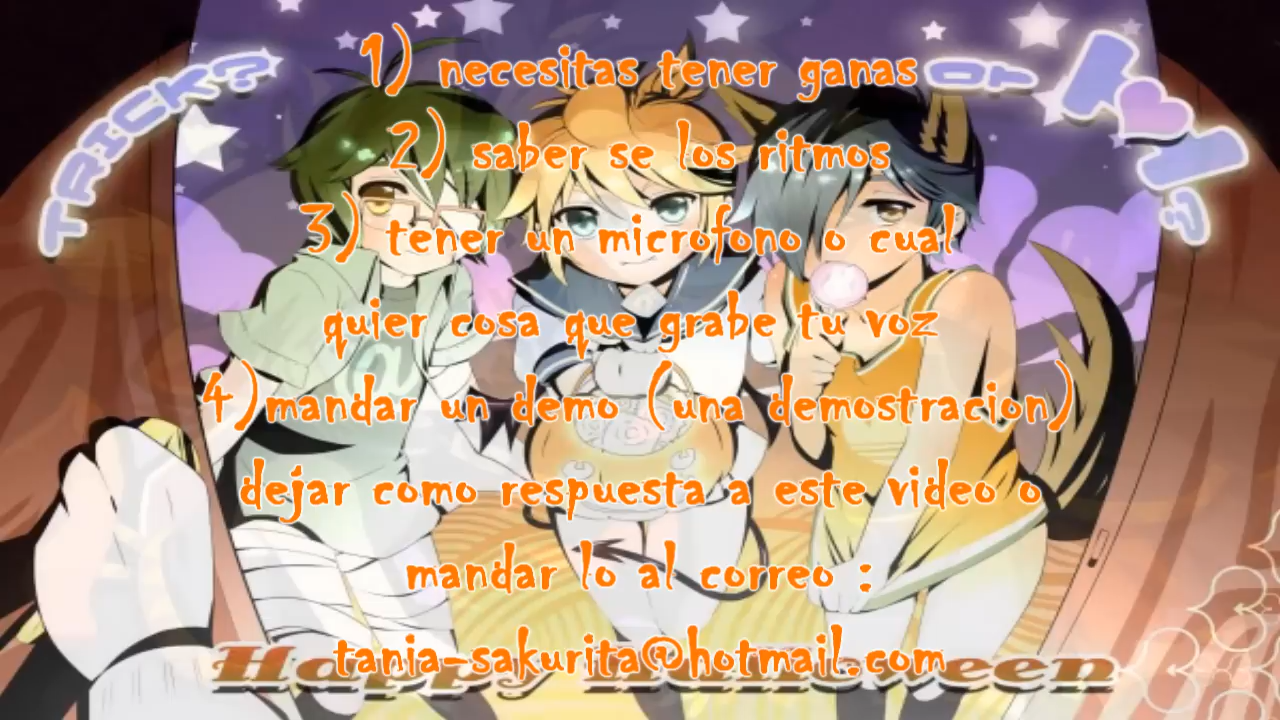 TRICK?
or
1) necesitas tener ganas
2) saber se los ritmos
3) tener un microfono o cual
quier cosa que grabe tu voz
4)mandar un demo (una demostracion)
dejar como respuesta a este video o
mandar lo al correo :
tania-sakurita@hotmail.com
Happy Halloween